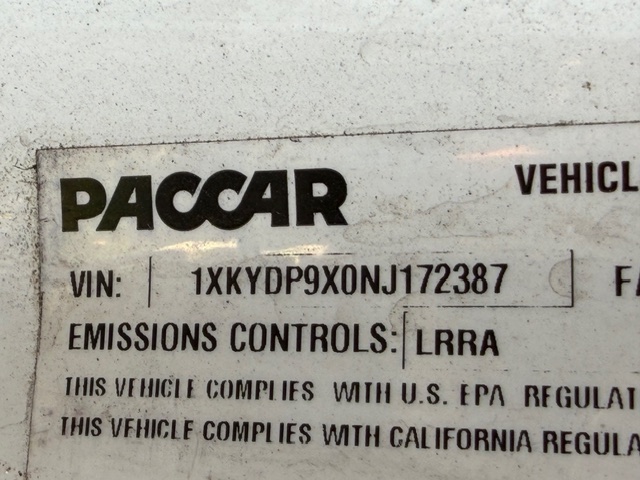 PACCAR
VEHICL
VIN: 1XKYDP9X0NJ172387 FA
EMISSIONS CONTROLS: LRRA
THIS VEHICLE COMPLIES WITH U.S. EPA REGULAT
THIS VEHICLE COMPLIES WITH CALIFORNIA REGULA